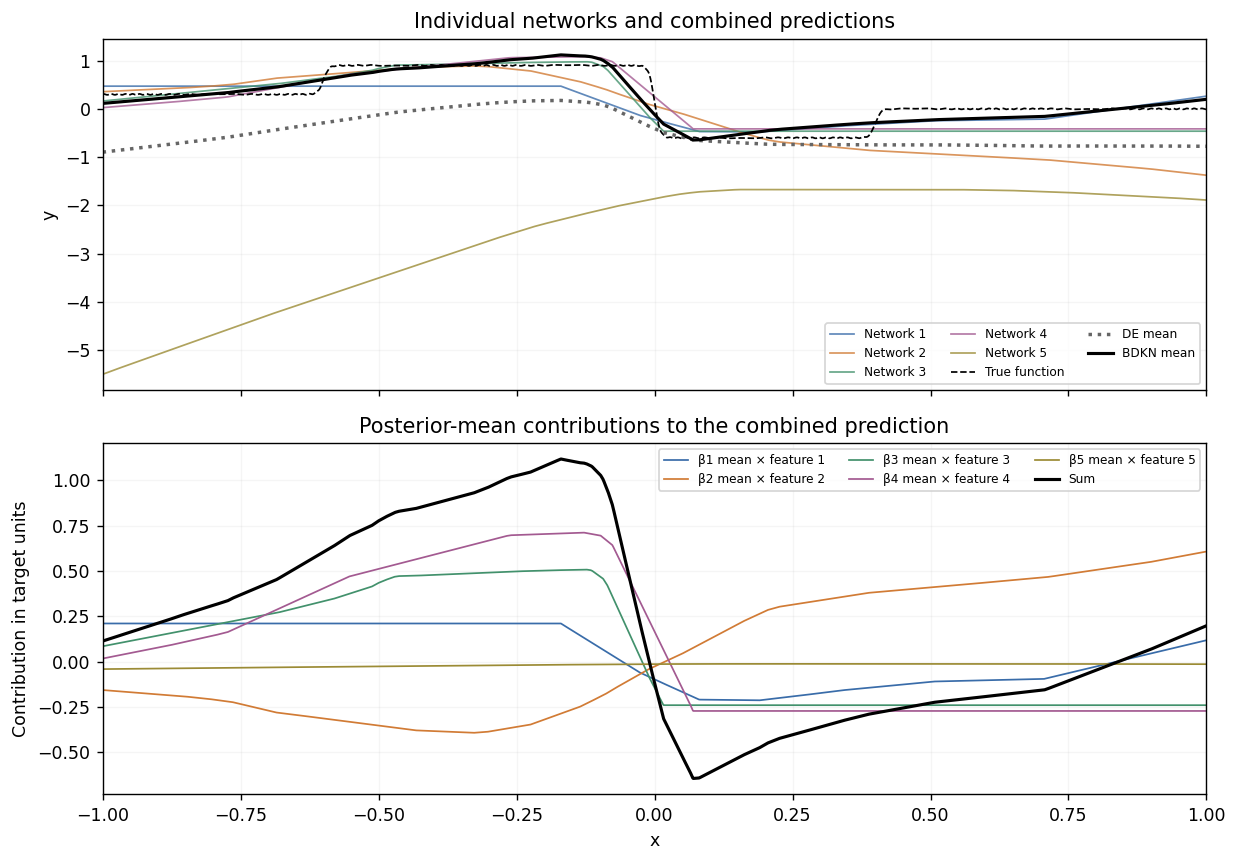 Individual networks and combined predictions
1
0
−1
−2
−3
−4
−5
y
Network 1
Network 2
Network 3
Network 4
Network 5
True function
DE mean
BDKN mean
Posterior-mean contributions to the combined prediction
1.00
0.75
0.50
0.25
0.00
−0.25
−0.50
Contribution in target units
β1 mean × feature 1
β2 mean × feature 2
β3 mean × feature 3
β4 mean × feature 4
β5 mean × feature 5
Sum
−1.00 −0.75 −0.50 −0.25 0.00 0.25 0.50 0.75 1.00
x